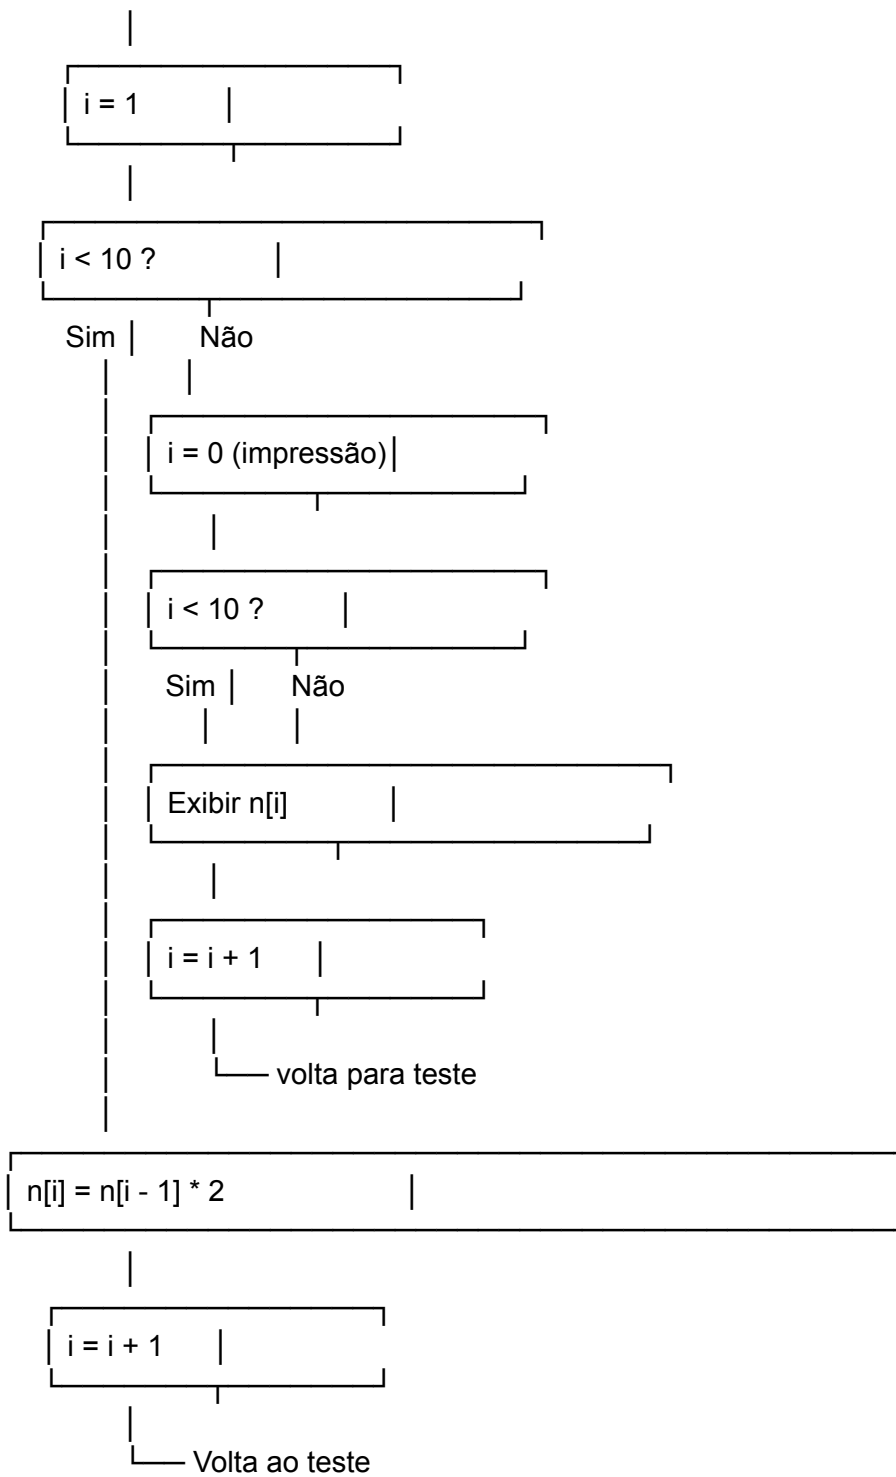 i = 1
i < 10 ?
Sim Não
i = 0 (impressão)
i < 10 ?
Sim Não
Exibir n[i]
i = i + 1
volta para teste
n[i] = n[i - 1] * 2
i = i + 1
Volta ao teste